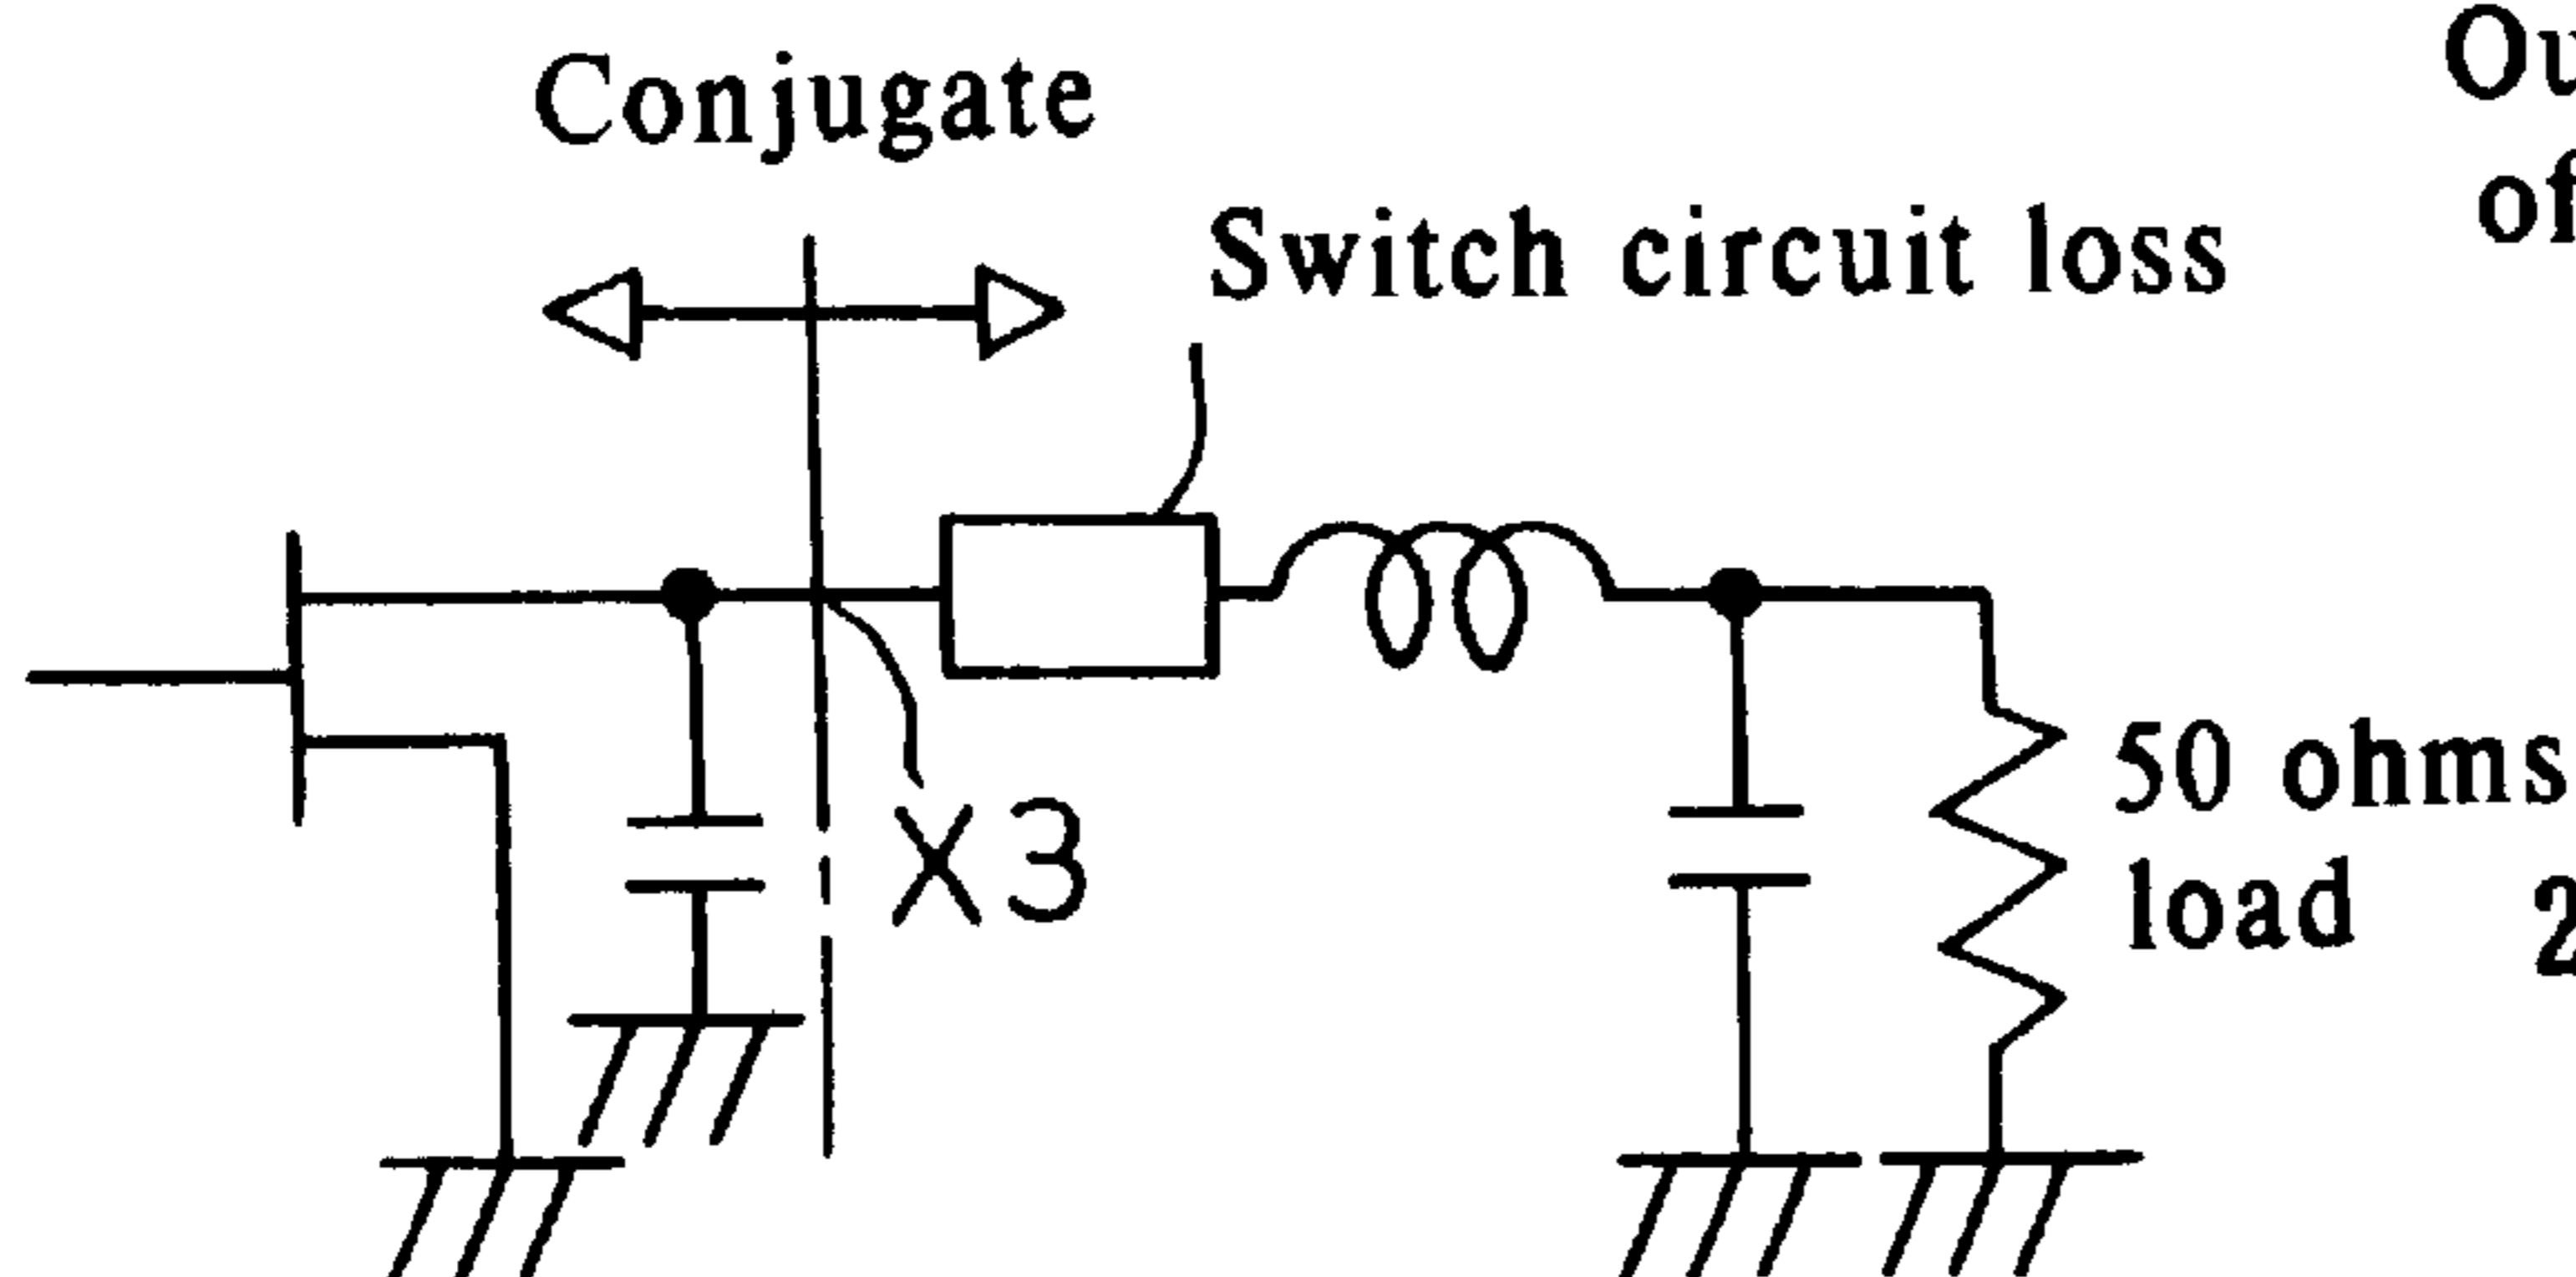 Conjugate
Switch circuit loss
X3
50 ohms
load